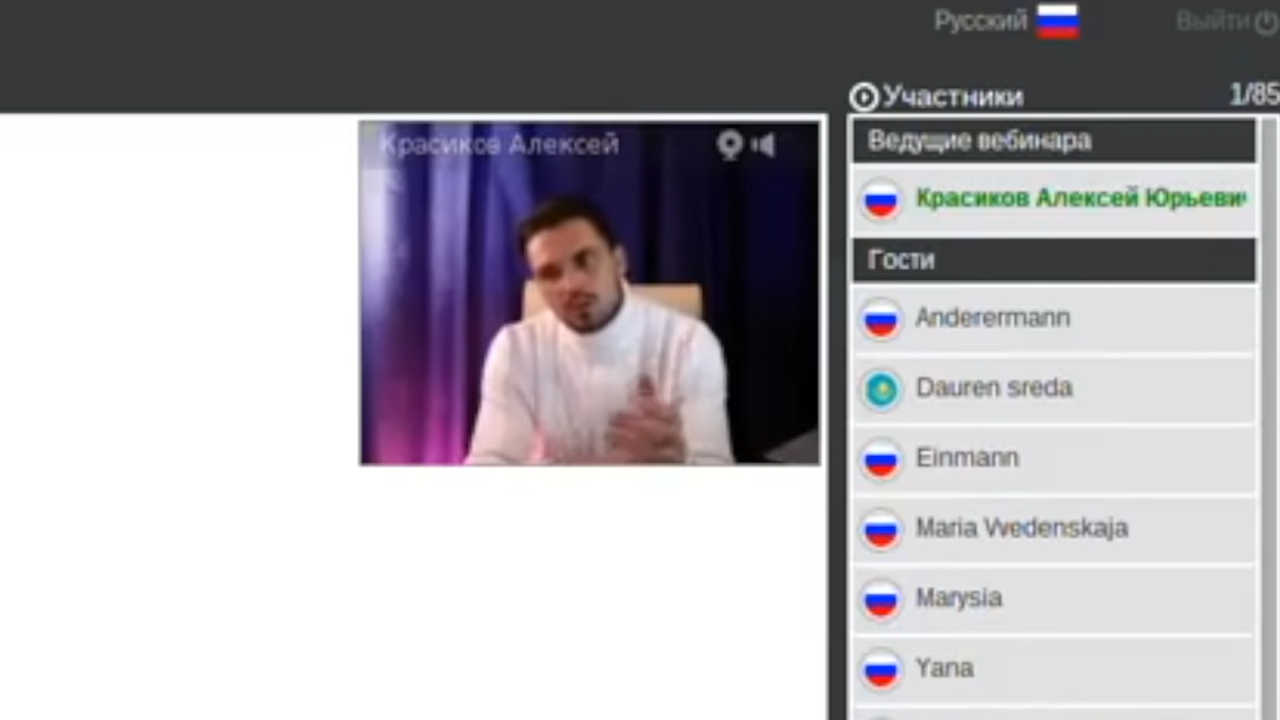 Русский
Выйти
Участники 1/85
Красиков Алексей
Ведущие вебинара
Красиков Алексей Юрьеви
Гости
Anderermann
Dauren sreda
Einmann
Maria Vvedenskaja
Marysia
Yana